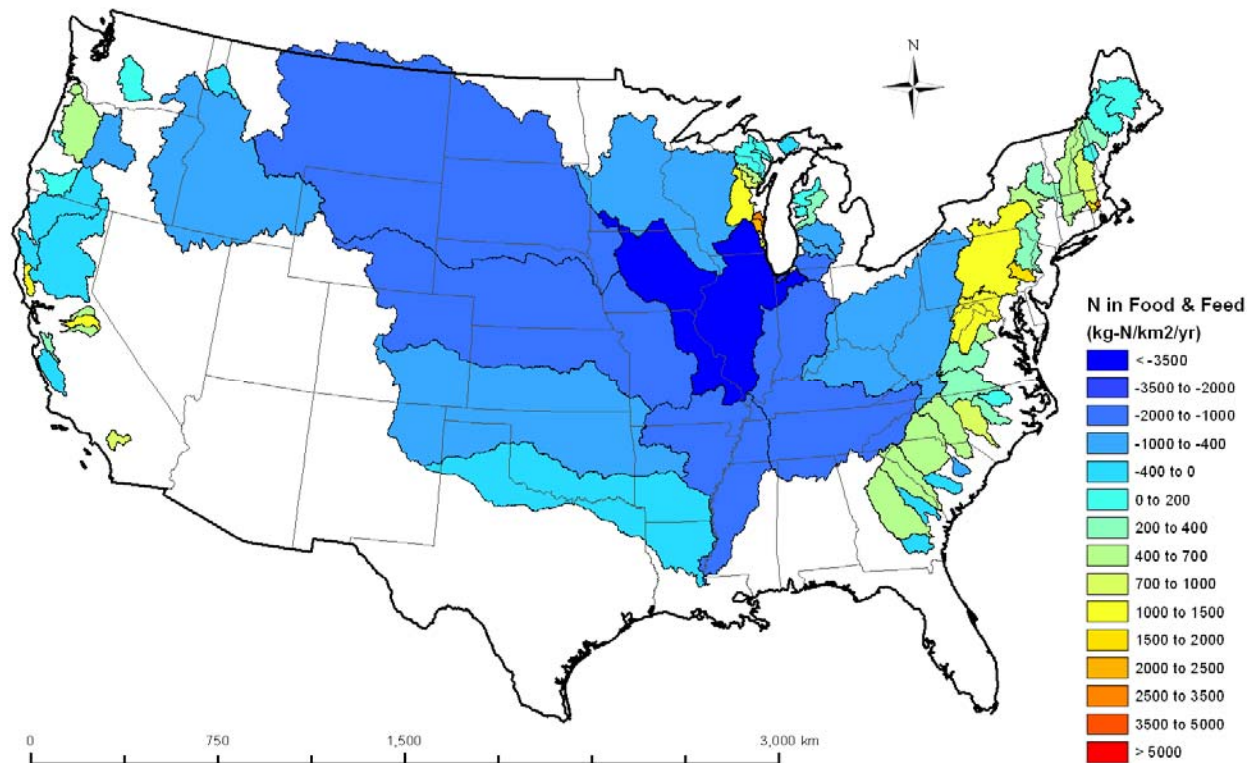 N
N in Food & Feed
(kg-N/km2/yr)
< -3500
-3500 to -2000
-2000 to -1000
-1000 to -400
-400 to 0
0 to 200
200 to 400
400 to 700
700 to 1000
1000 to 1500
1500 to 2000
2000 to 2500
2500 to 3500
3500 to 5000
> 5000
0 750 1,500 3,000 km